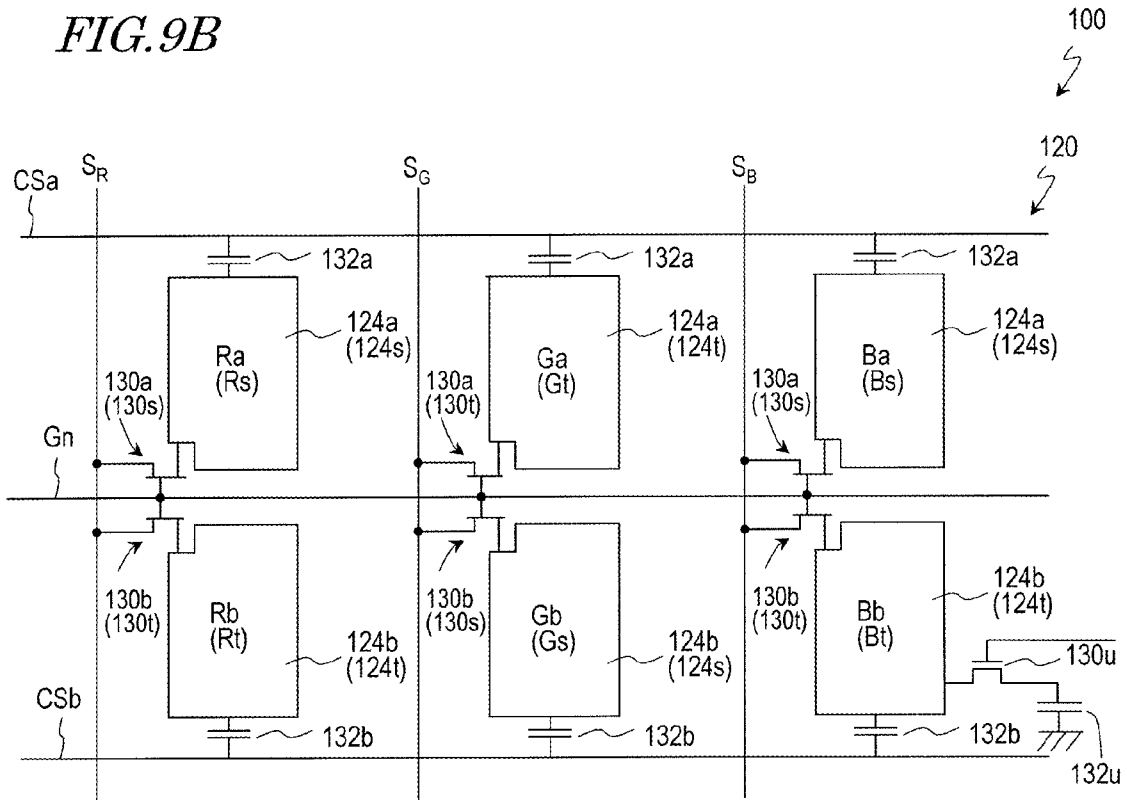 FIG.9B
100
120
CSa
S_R
S_G
S_B
132a
132a
132a
Ra
(Rs)
124a
(124s)
Ga
(Gt)
124a
(124t)
Ba
(Bs)
124a
(124s)
130a
(130s)
130a
(130t)
130a
(130s)
Gn
130b
(130t)
130b
(130s)
130b
(130t)
Rb
(Rt)
124b
(124t)
Gb
(Gs)
124b
(124s)
Bb
(Bt)
124b
(124t)
130u
CSb
132b
132b
132b
132u